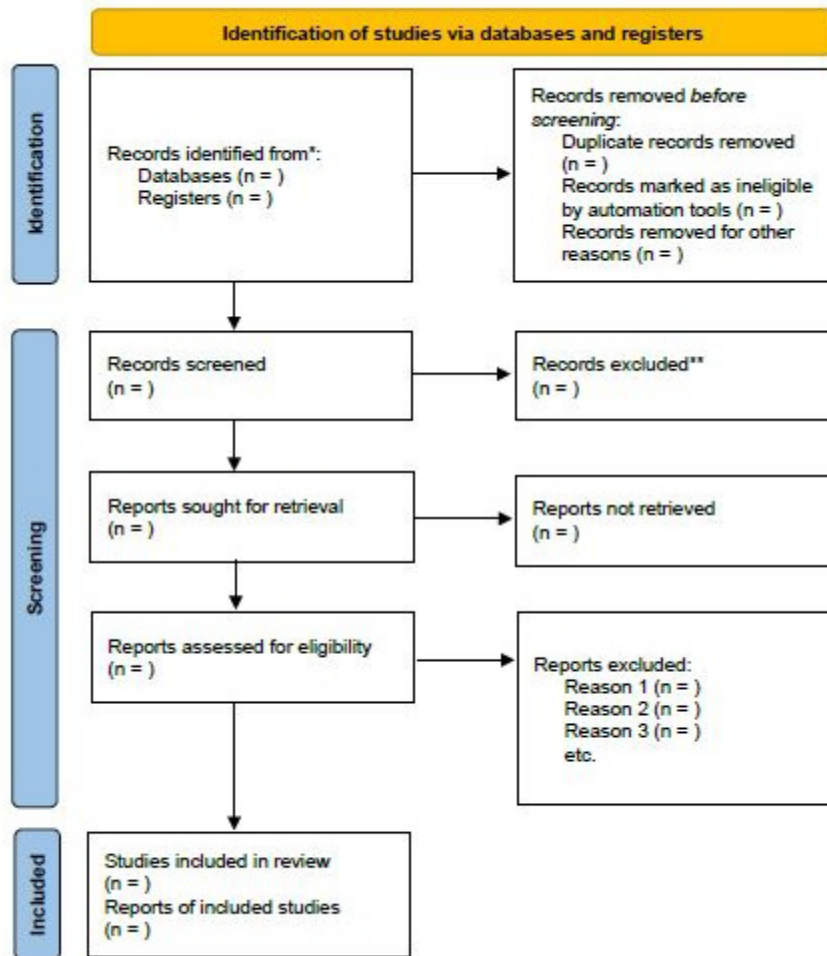 Identification of studies via databases and registers
Identification
Records identified from*:
Databases (n = )
Registers (n = )
Records removed before
screening:
Duplicate records removed
(n = )
Records marked as ineligible
by automation tools (n = )
Records removed for other
reasons (n = )
Screening
Records screened
(n = )
Records excluded**
(n = )
Reports sought for retrieval
(n = )
Reports not retrieved
(n = )
Reports assessed for eligibility
(n = )
Reports excluded:
Reason 1 (n = )
Reason 2 (n = )
Reason 3 (n = )
etc.
Included
Studies included in review
(n = )
Reports of included studies
(n = )